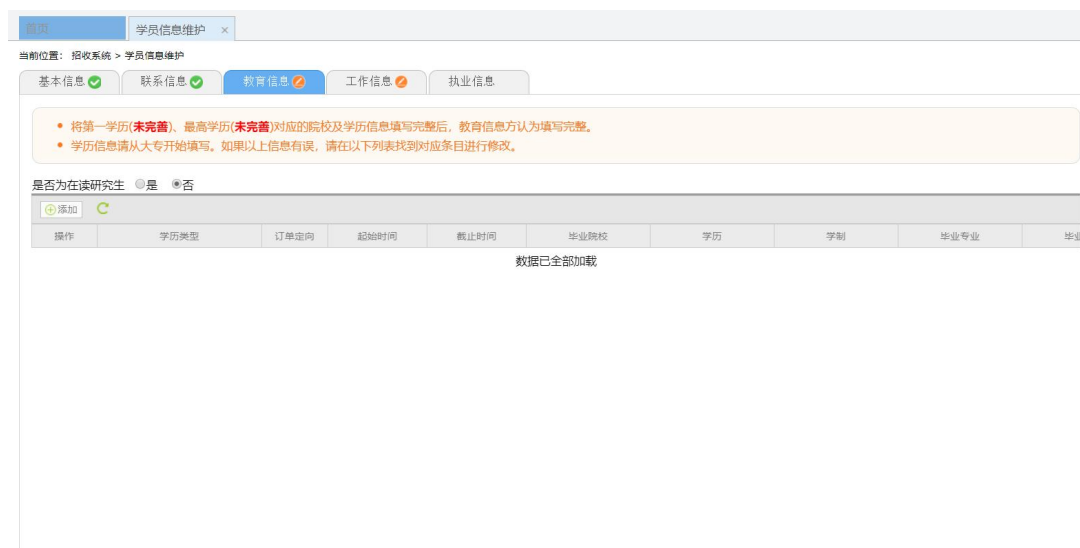 首页 学员信息维护 ×
当前位置： 招收系统 > 学员信息维护
基本信息 联系信息 教育信息 工作信息 执业信息
• 将第一学历(未完善)、最高学历(未完善)对应的院校及学历信息填写完整后，教育信息方认为填写完整。
• 学历信息请从大专开始填写。如果以上信息有误，请在以下列表找到对应条目进行修改。
是否为在读研究生 是 否
添加
操作 学历类型 订单定向 起始时间 截止时间 毕业院校 学历 学制 毕业专业 毕业
数据已全部加载